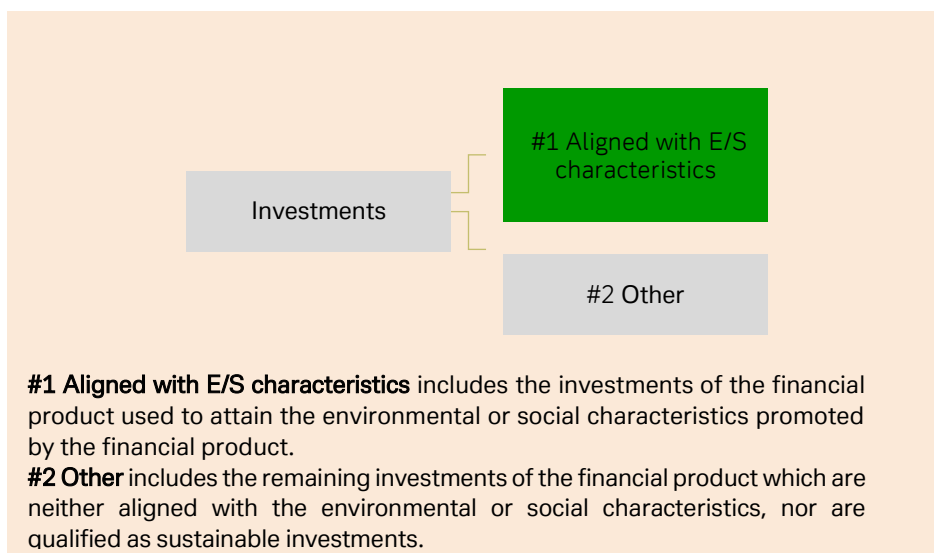 #1 Aligned with E/S
characteristics
Investments
#2 Other
#1 Aligned with E/S characteristics includes the investments of the financial
product used to attain the environmental or social characteristics promoted
by the financial product.
#2 Other includes the remaining investments of the financial product which are
neither aligned with the environmental or social characteristics, nor are
qualified as sustainable investments.